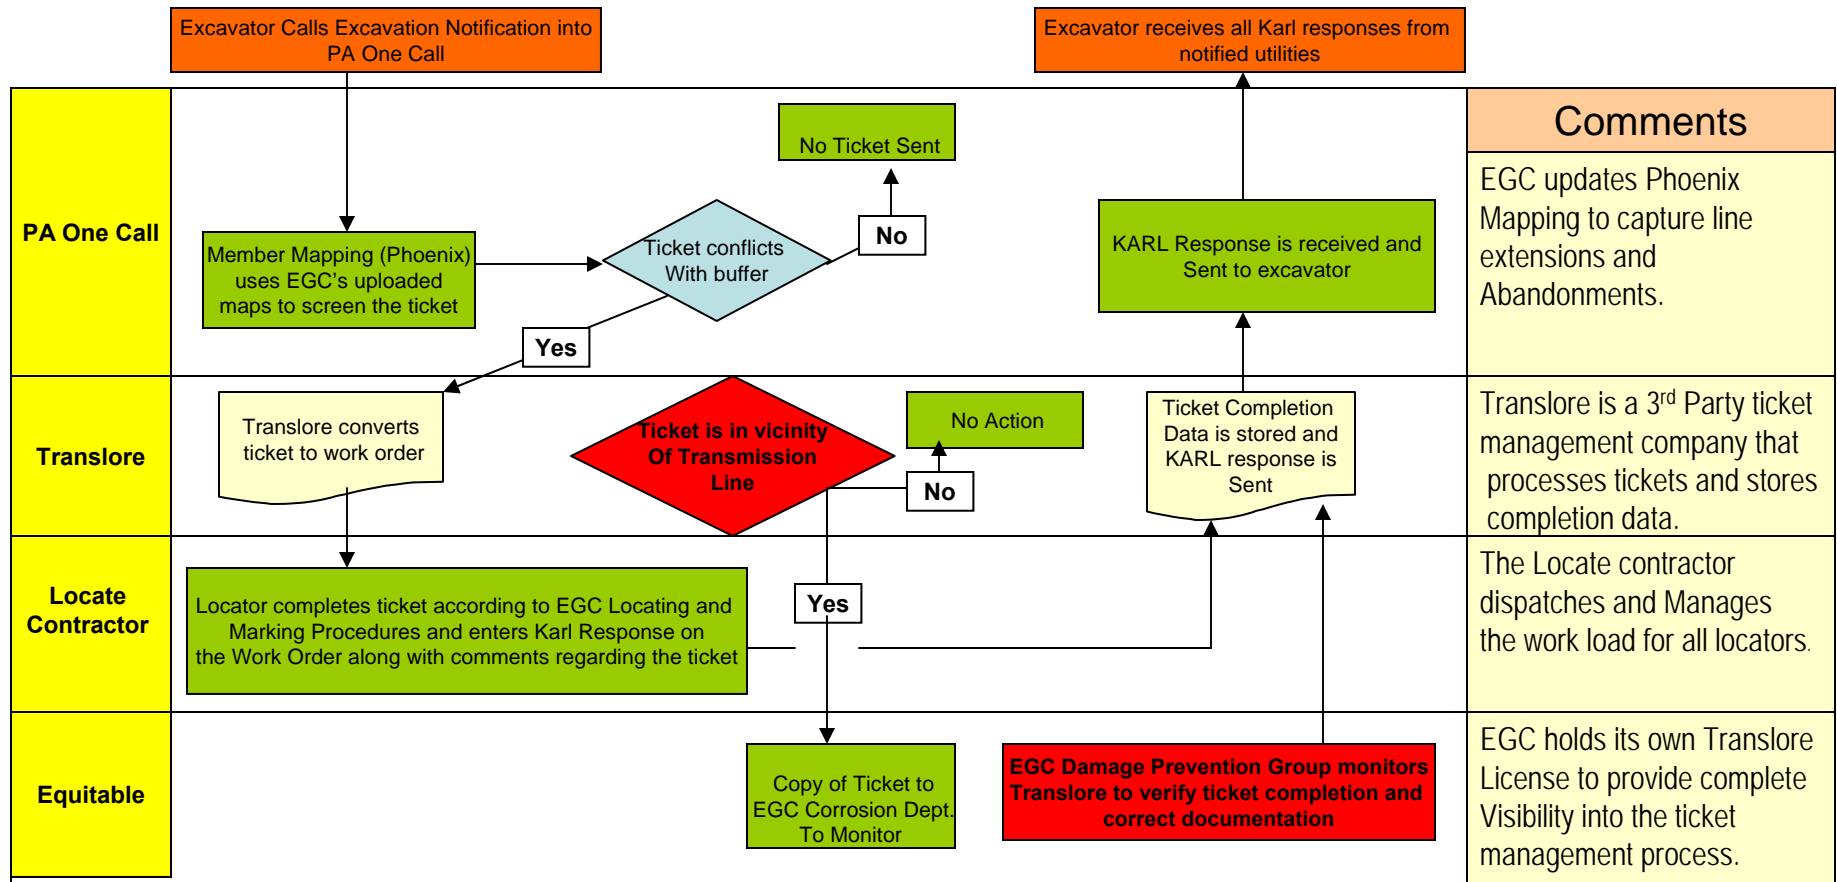 Excavator Calls Excavation Notification into
PA One Call
Excavator receives all Karl responses from
notified utilities
Comments
PA One Call
No Ticket Sent
Member Mapping (Phoenix)
uses EGC's uploaded
maps to screen the ticket
Ticket conflicts
With buffer
No
Yes
KARL Response is received and
Sent to excavator
EGC updates Phoenix
Mapping to capture line
extensions and
Abandonments.
Translore
Translore converts
ticket to work order
Ticket is in vicinity
Of Transmission
Line
No Action
No
Ticket Completion
Data is stored and
KARL response is
Sent
Translore is a 3rd Party ticket
management company that
processes tickets and stores
completion data.
Locate
Contractor
Locator completes ticket according to EGC Locating and
Marking Procedures and enters Karl Response on
the Work Order along with comments regarding the ticket
Yes
The Locate contractor
dispatches and Manages
the work load for all locators.
Equitable
Copy of Ticket to
EGC Corrosion Dept.
To Monitor
EGC Damage Prevention Group monitors
Translore to verify ticket completion and
correct documentation
EGC holds its own Translore
License to provide complete
Visibility into the ticket
management process.